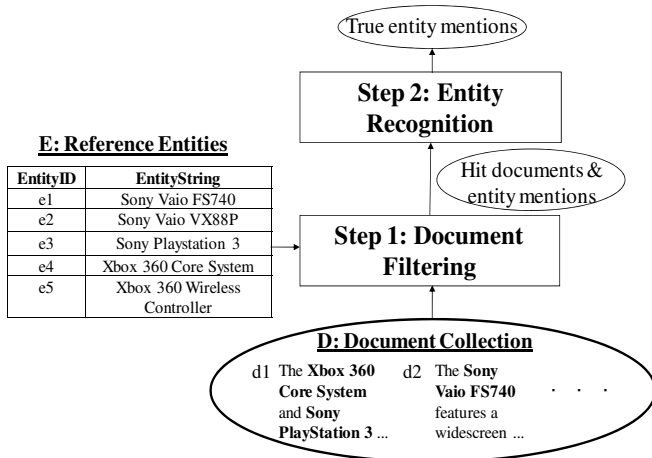 True entity mentions
Step 2: Entity
Recognition
Hit documents &
entity mentions
E: Reference Entities
EntityID EntityString
e1 Sony Vaio FS740
e2 Sony Vaio VX88P
e3 Sony Playstation 3
e4 Xbox 360 Core System
e5 Xbox 360 Wireless
Controller
Step 1: Document
Filtering
D: Document Collection
d1 The Xbox 360
Core System
and Sony
PlayStation 3 ...
d2 The Sony
Vaio FS740
features a
widescreen ...
. . .